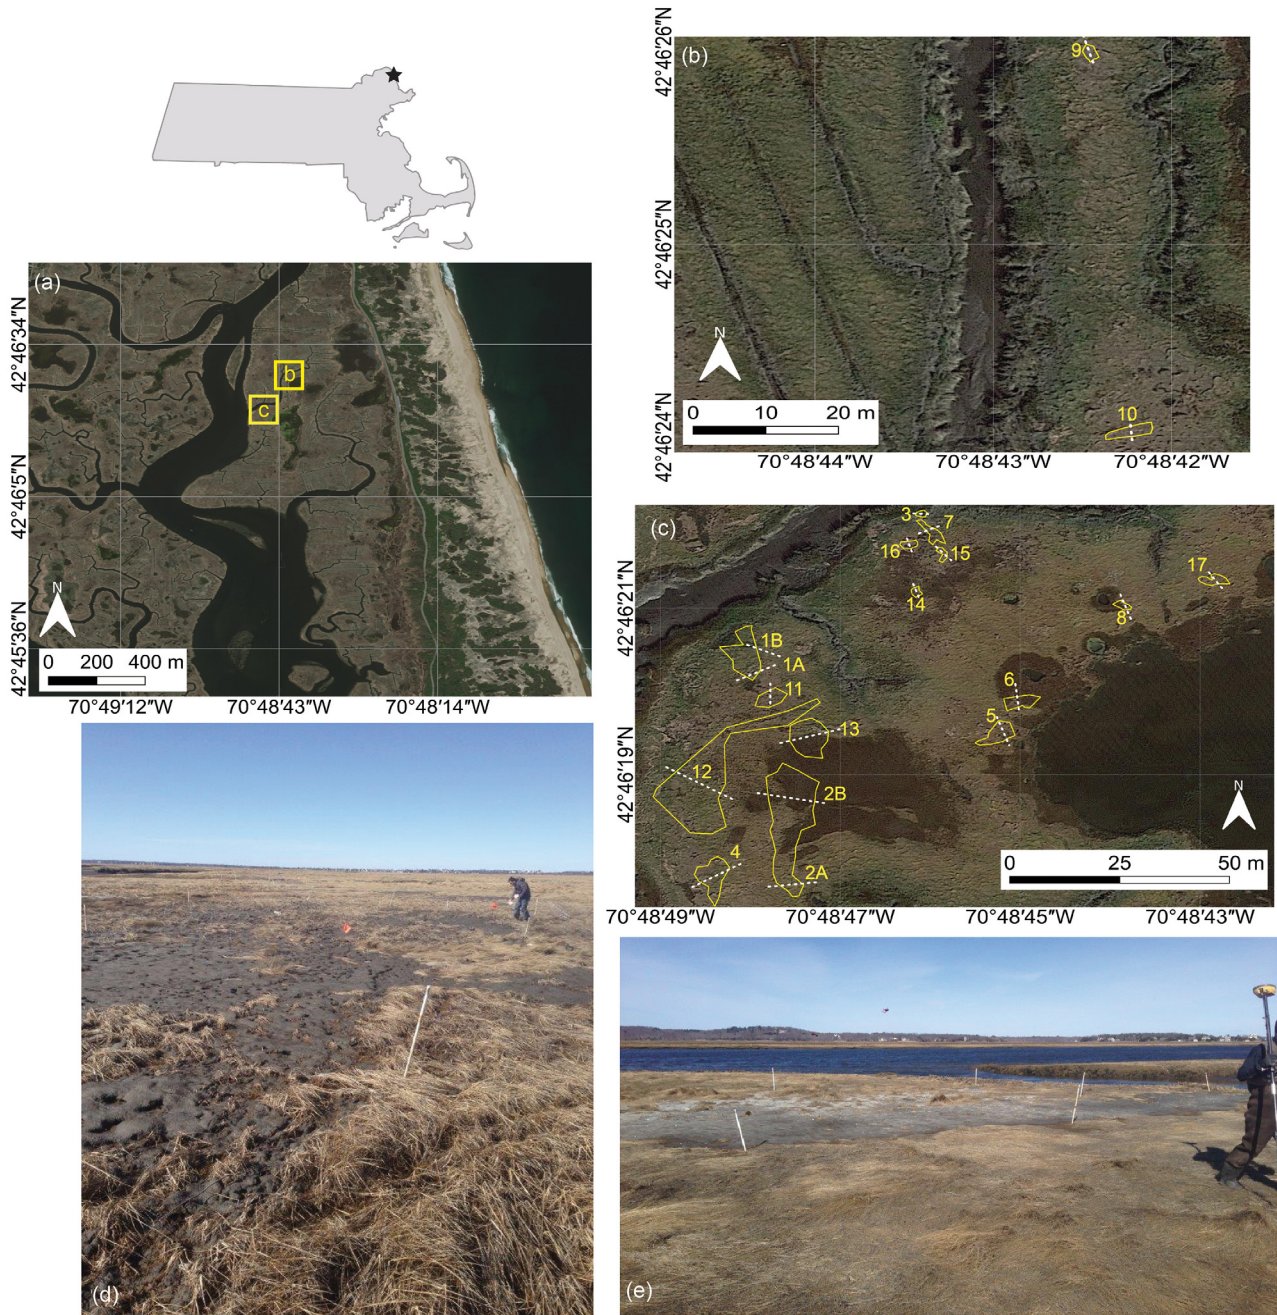 (a)
b
c
N
0 200 400 m
42°46′34″N
42°46′5″N
42°45′36″N
70°49′12″W 70°48′43″W 70°48′14″W
(b)
9
10
N
0 10 20 m
42°46′26″N
42°46′25″N
42°46′24″N
70°48′44″W 70°48′43″W 70°48′42″W
(c)
3
7
16
15
17
14
8
1B
1A
11
6
5
13
12
2B
4
2A
N
0 25 50 m
42°46′21″N
42°46′19″N
70°48′49″W 70°48′47″W 70°48′45″W 70°48′43″W
(d)
(e)